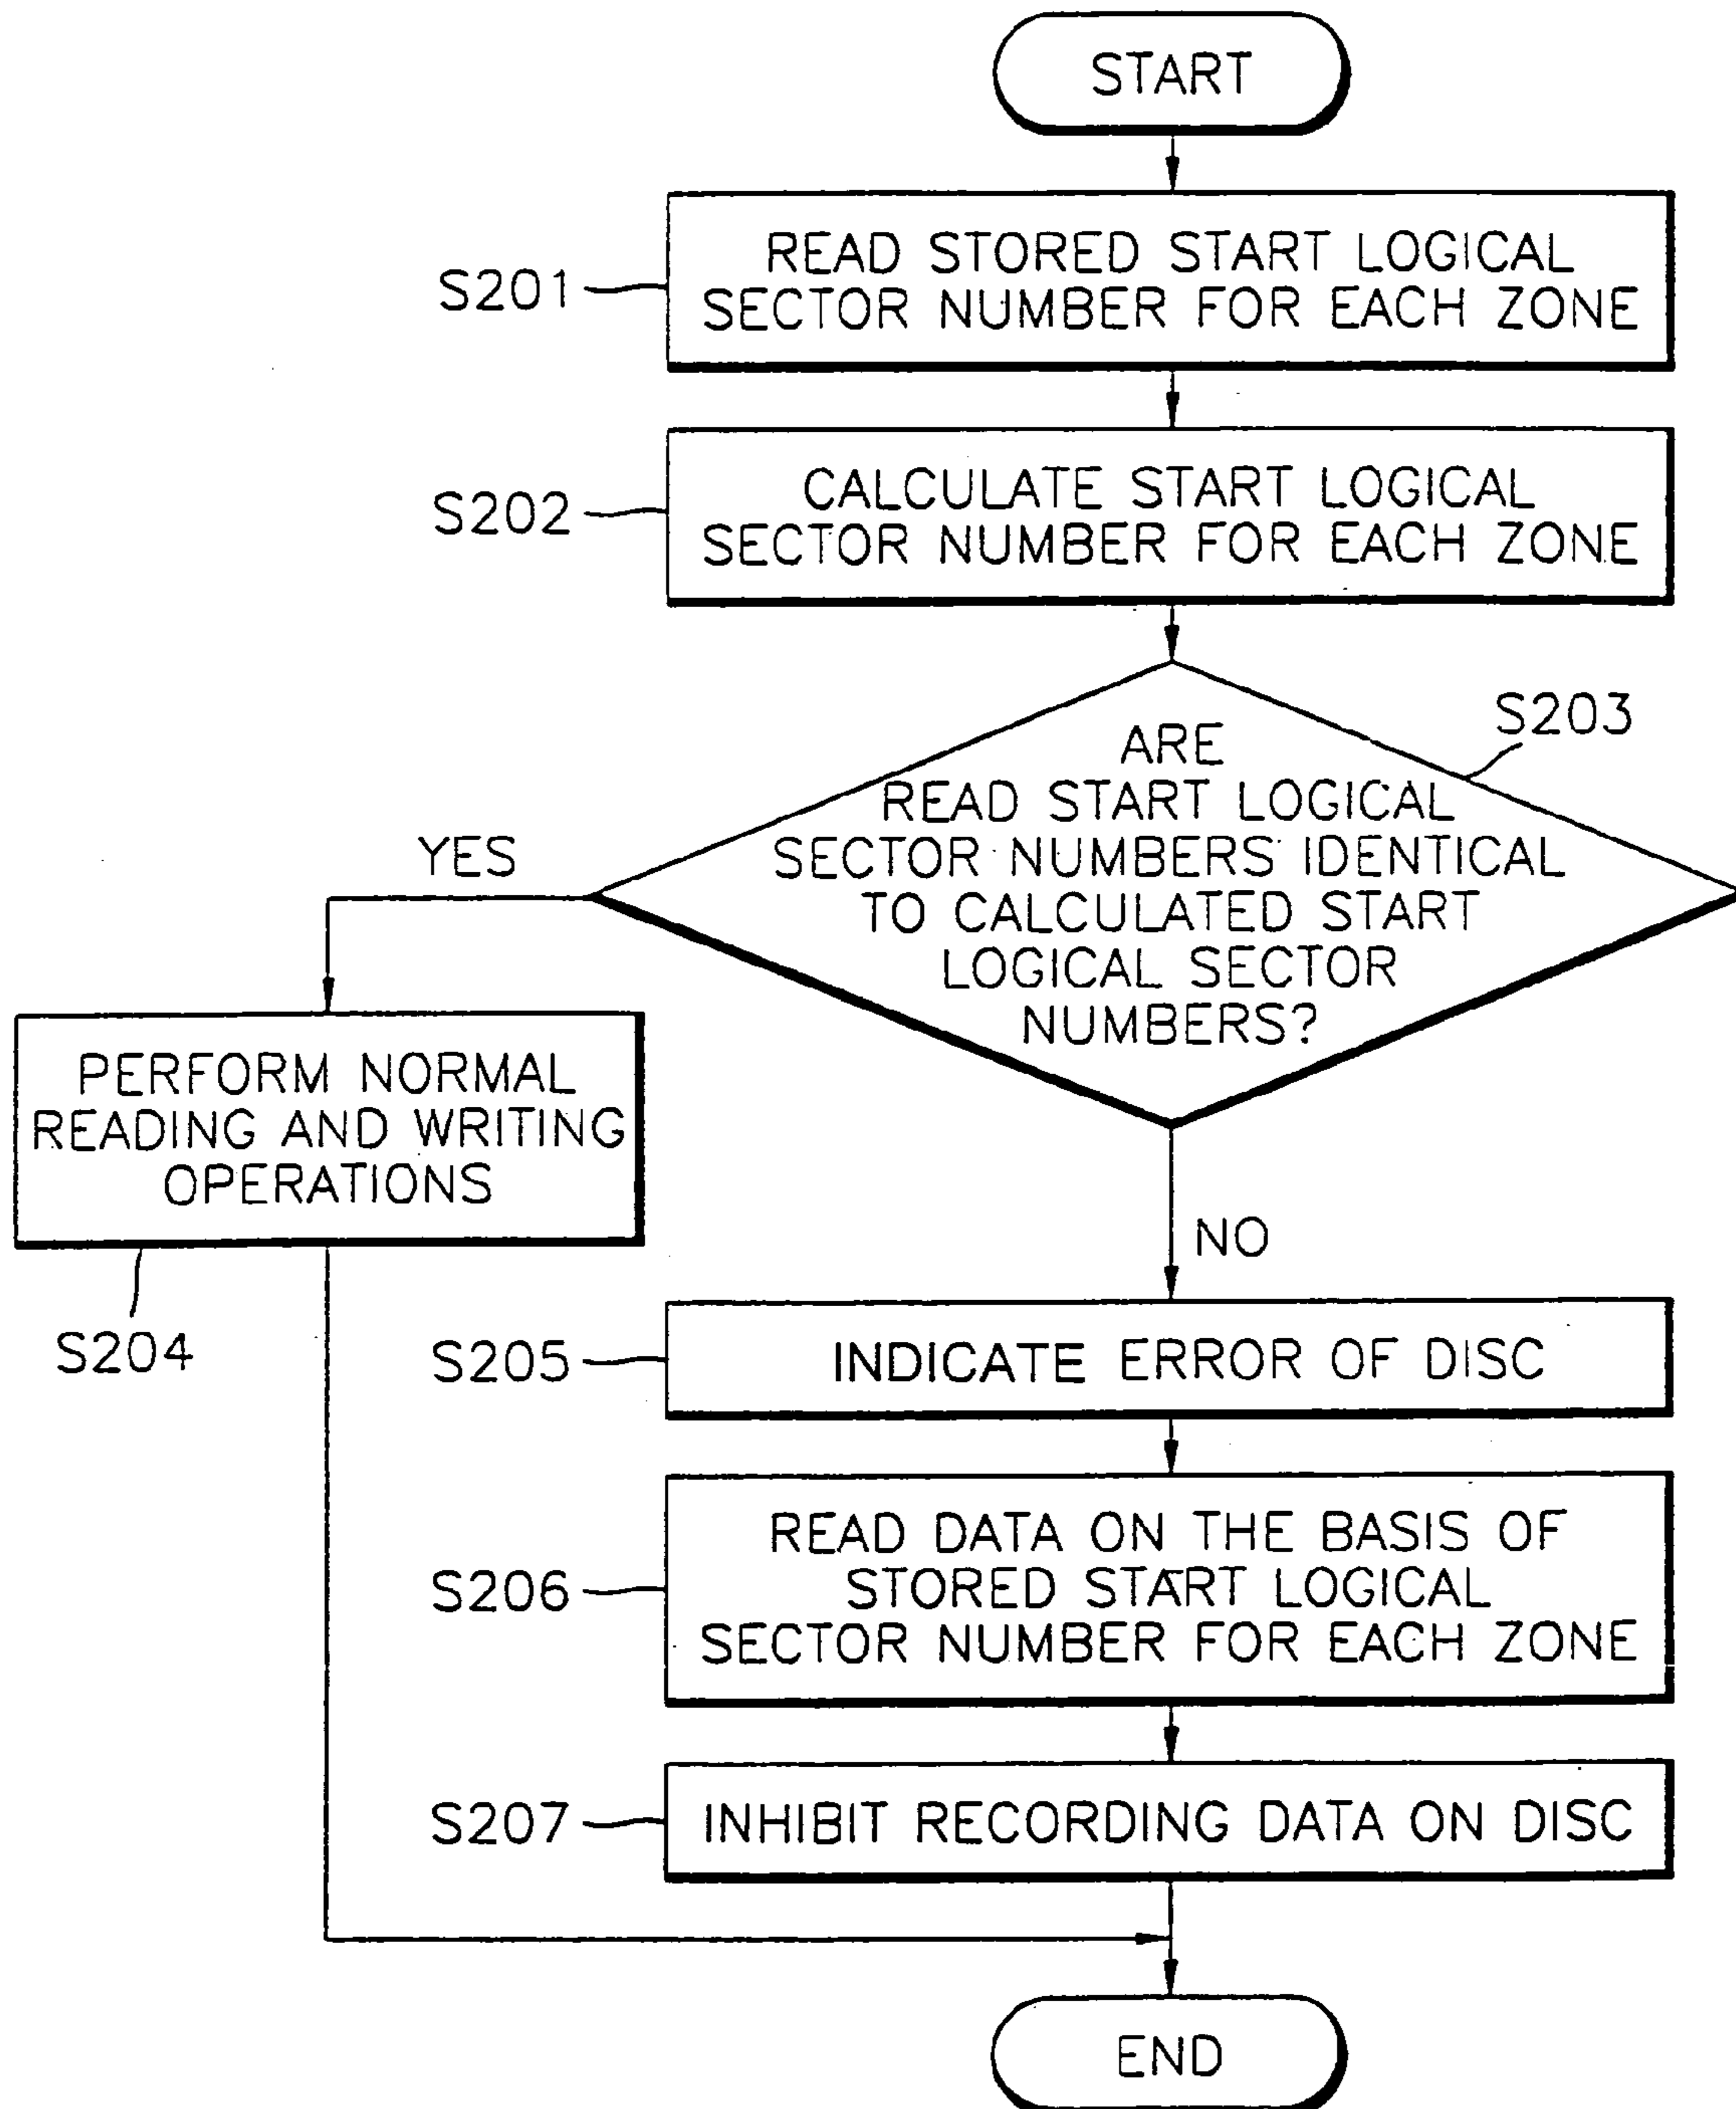 START
S201
READ STORED START LOGICAL
SECTOR NUMBER FOR EACH ZONE
S202
CALCULATE START LOGICAL
SECTOR NUMBER FOR EACH ZONE
S203
ARE
READ START LOGICAL
SECTOR NUMBERS IDENTICAL
TO CALCULATED START
LOGICAL SECTOR
NUMBERS?
YES
PERFORM NORMAL
READING AND WRITING
OPERATIONS
S204
NO
S205
INDICATE ERROR OF DISC
S206
READ DATA ON THE BASIS OF
STORED START LOGICAL
SECTOR NUMBER FOR EACH ZONE
S207
INHIBIT RECORDING DATA ON DISC
END